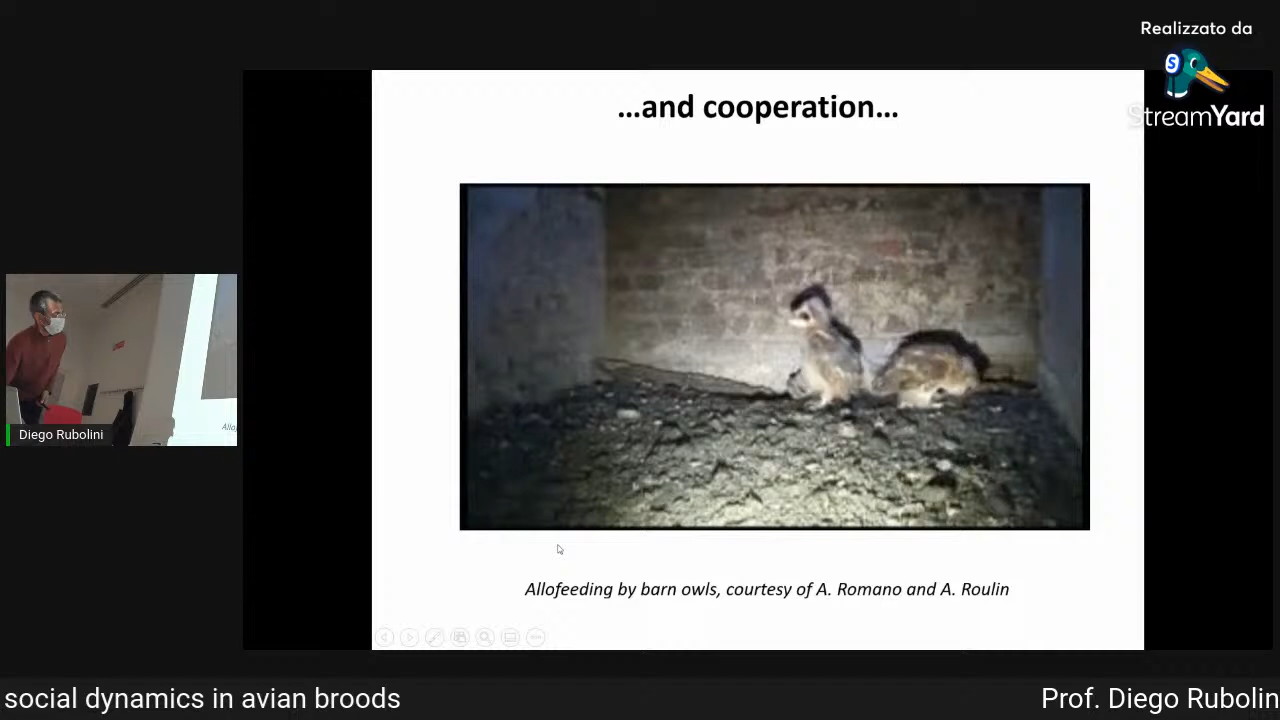 Realizzato da
S
StreamYard
…and cooperation…
Diego Rubolini
Allofeeding by barn owls, courtesy of A. Romano and A. Roulin
social dynamics in avian broods
Prof. Diego Rubolin